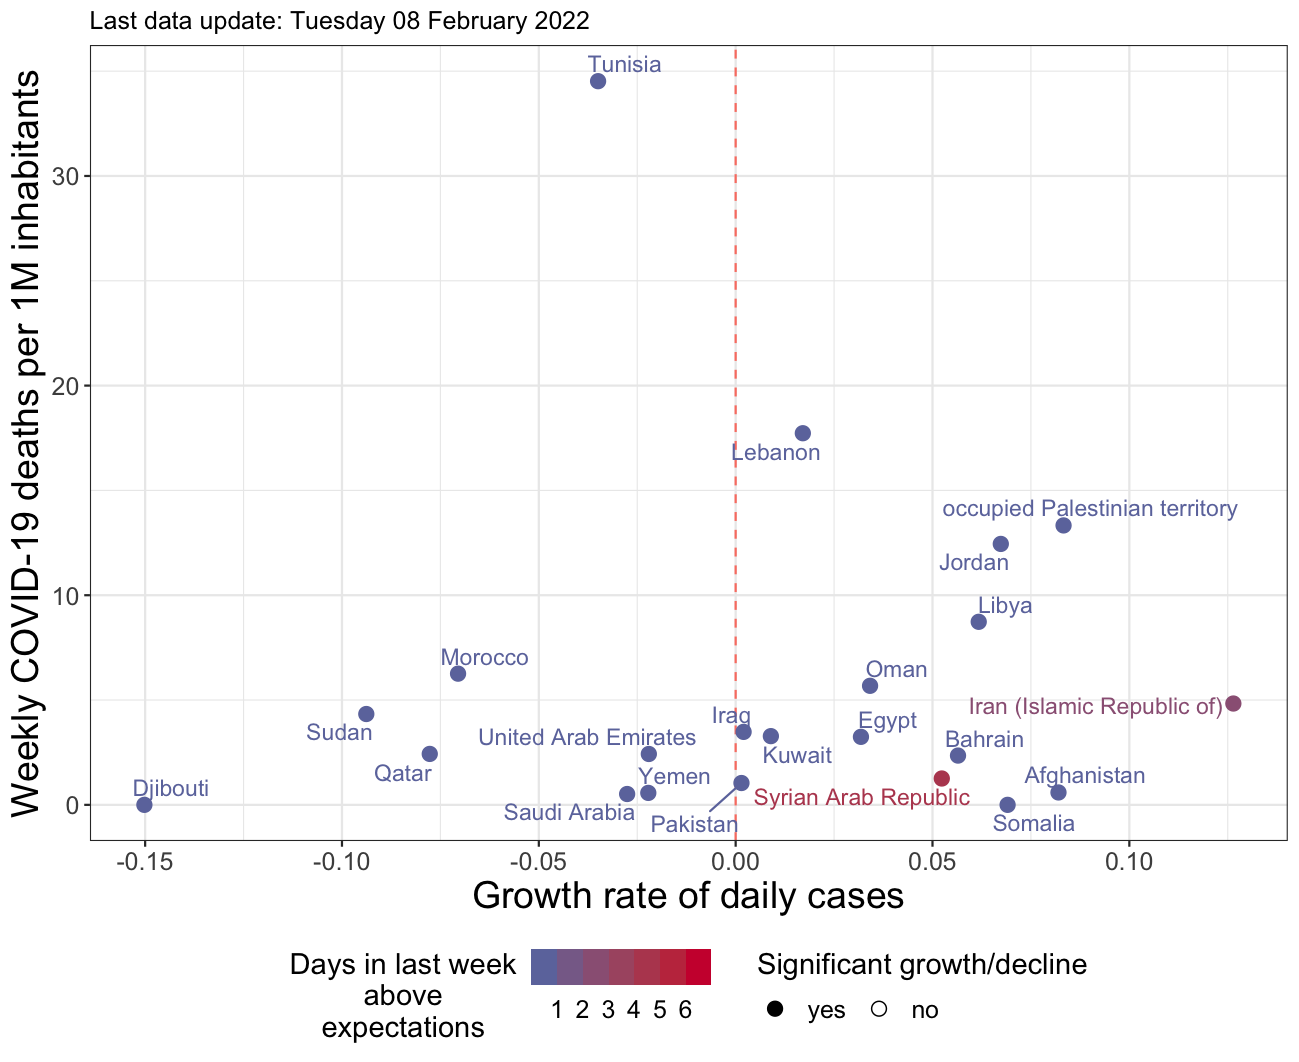 Last data update: Tuesday 08 February 2022
Weekly COVID-19 deaths per 1M inhabitants
30
20
10
0
Tunisia
Lebanon
occupied Palestinian territory
Jordan
Libya
Morocco
Oman
Iran (Islamic Republic of)
Sudan
Iraq
Egypt
United Arab Emirates
Kuwait
Bahrain
Qatar
Yemen
Afghanistan
Djibouti
Saudi Arabia
Syrian Arab Republic
Pakistan
Somalia
-0.15 -0.10 -0.05 0.00 0.05 0.10
Growth rate of daily cases
Days in last week
above
expectations
1 2 3 4 5 6
Significant growth/decline
yes no